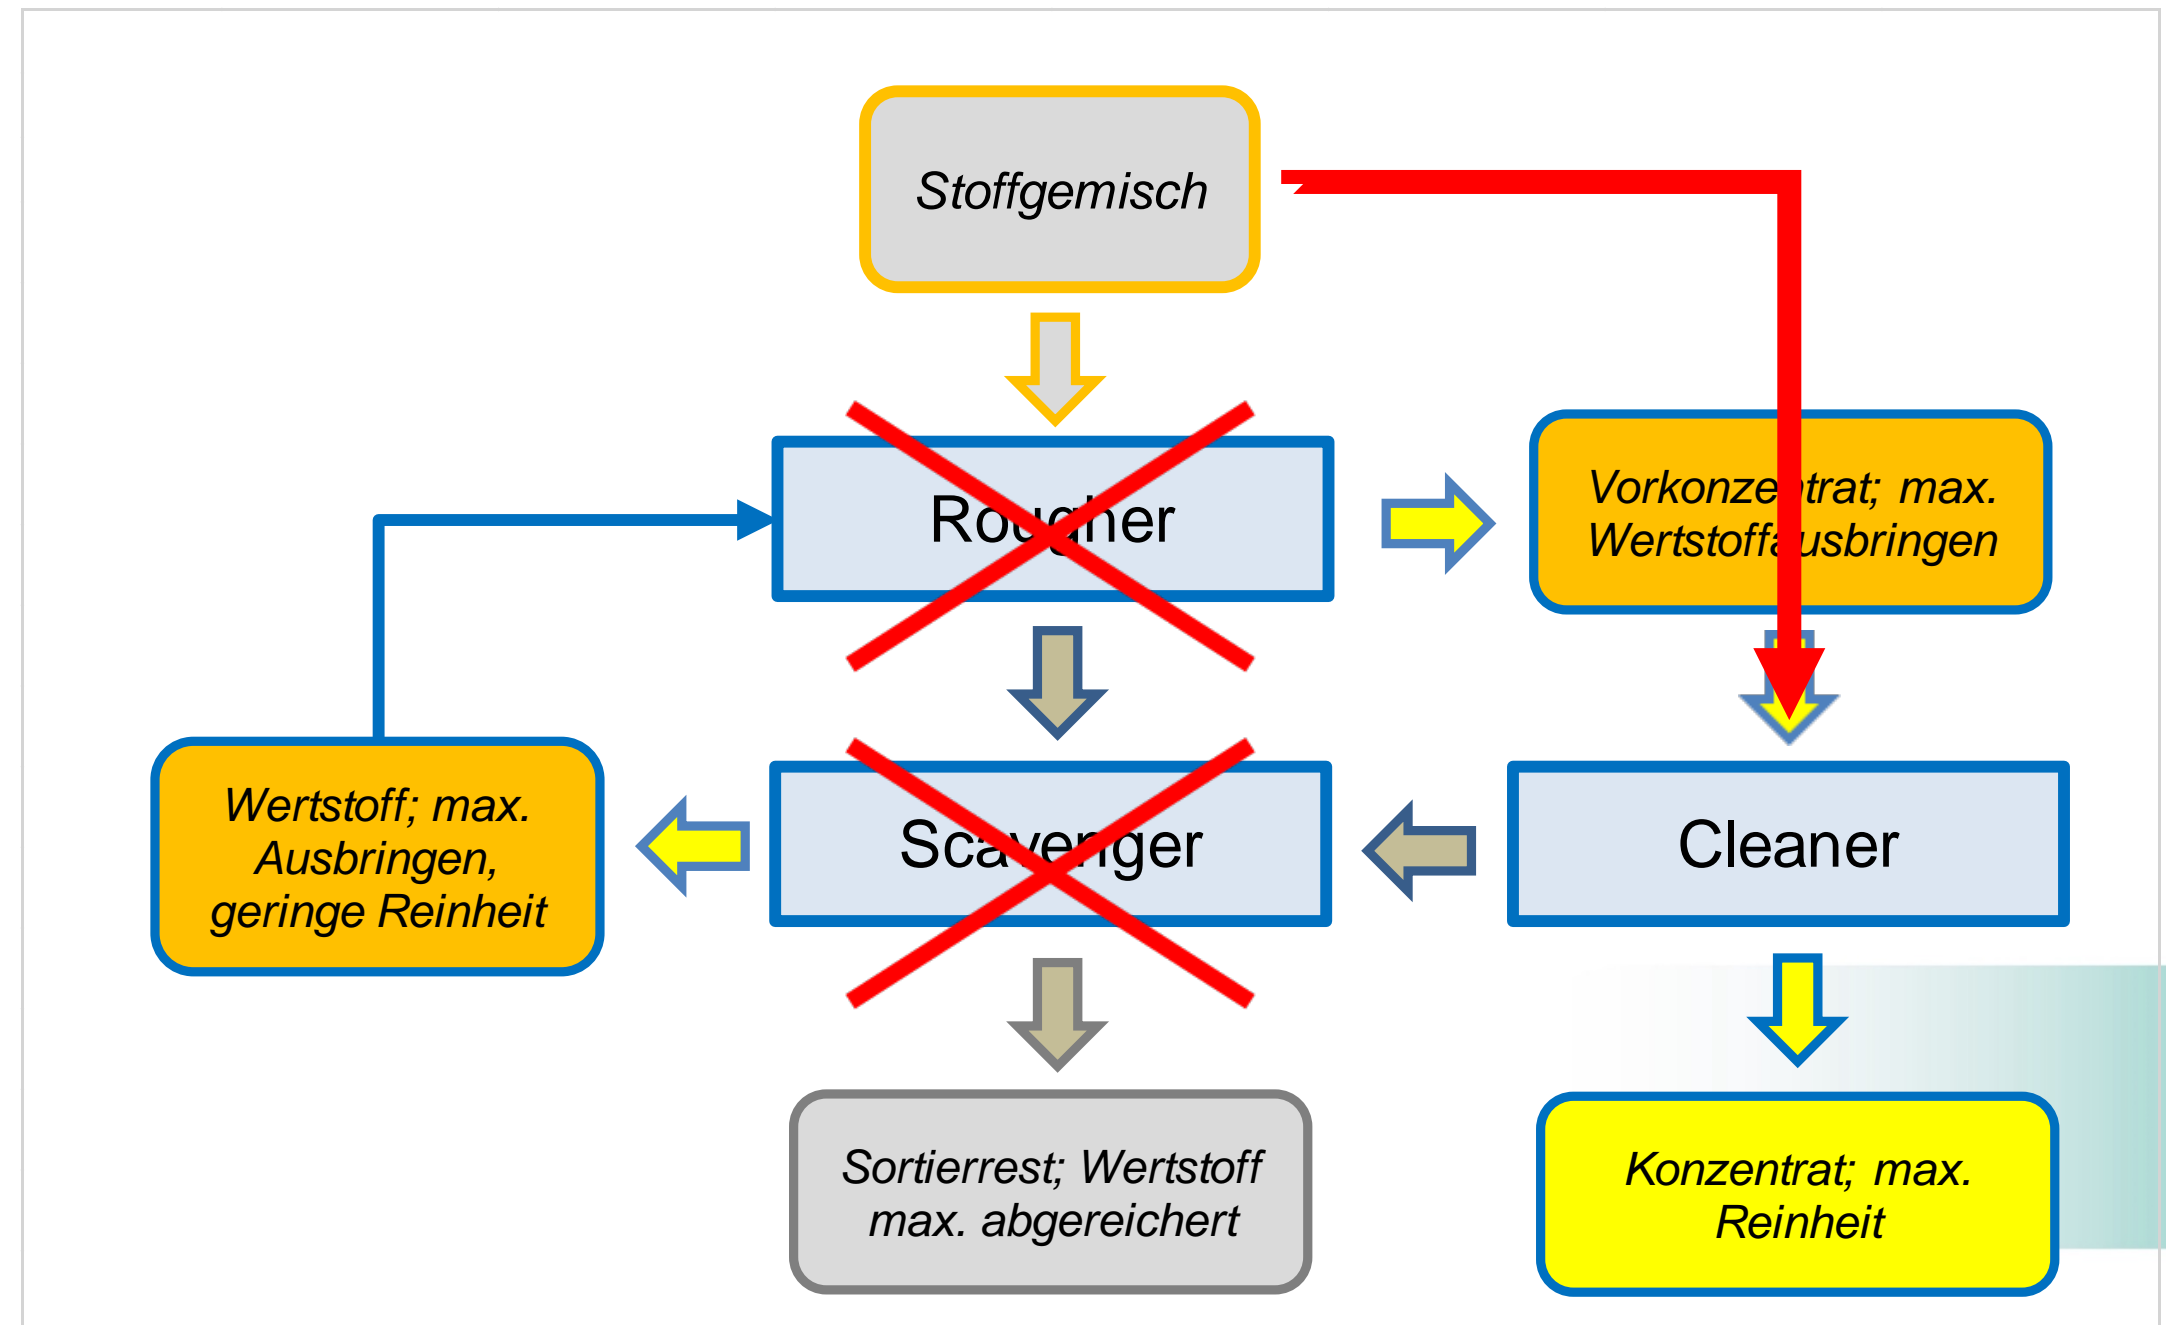 Stoffgemisch
Rougher
Vorkonzentrat; max.
Wertstoffausbringen
Wertstoff; max.
Ausbringen,
geringe Reinheit
Scavenger
Cleaner
Sortierrest; Wertstoff
max. abgereichert
Konzentrat; max.
Reinheit